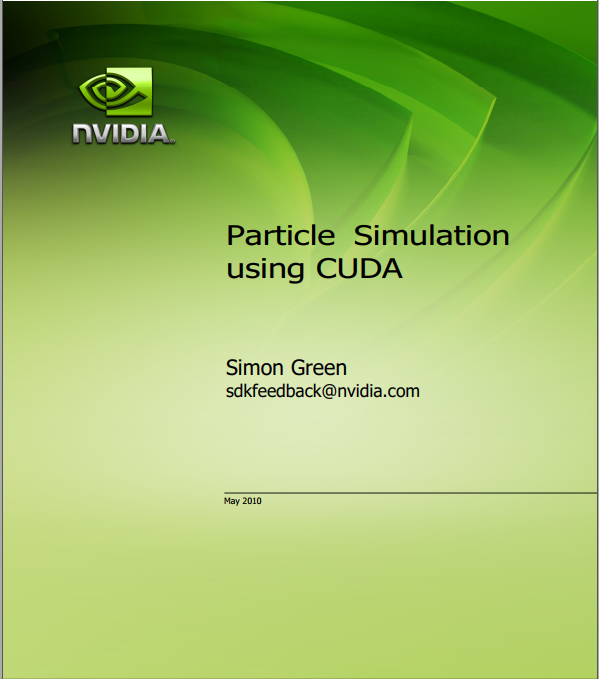 NVIDIA®
Particle Simulation
using CUDA
Simon Green
sdkfeedback@nvidia.com
May 2010